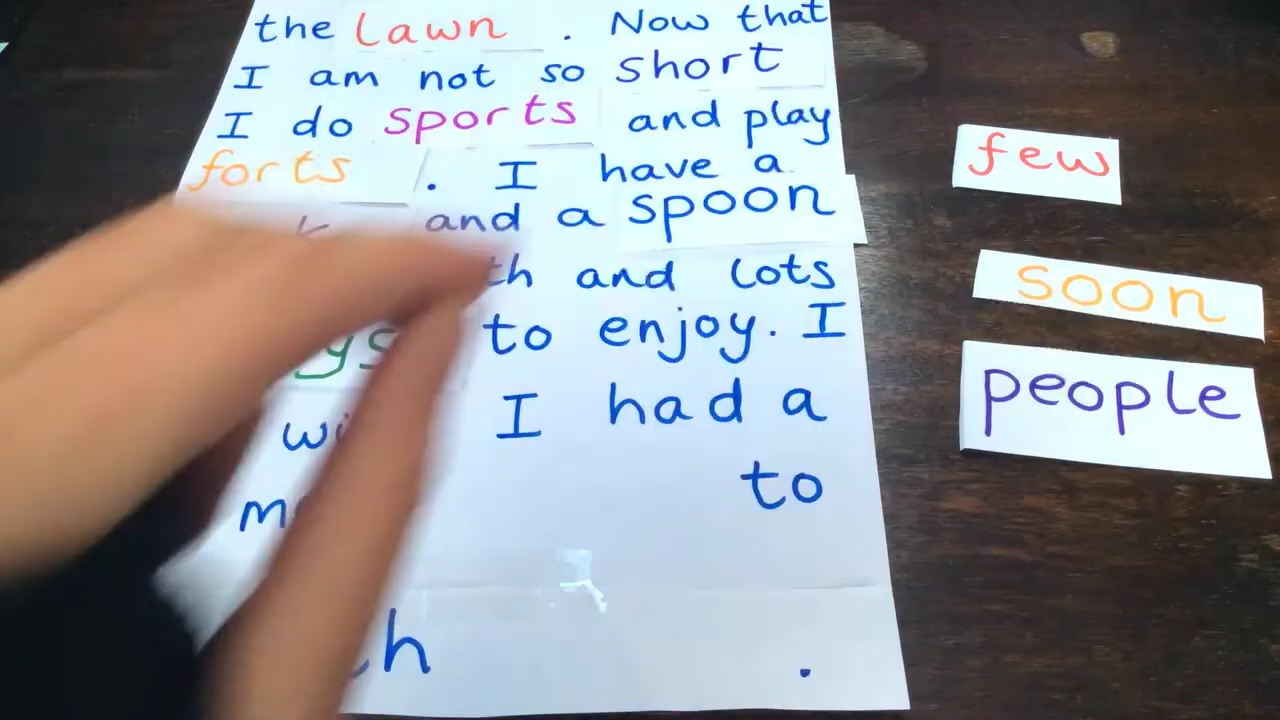 the lawn . Now that
I am not so short
I do sports and play
forts . I have a
and a spoon
and lots
to enjoy. I
I had a
to
.
few
soon
people